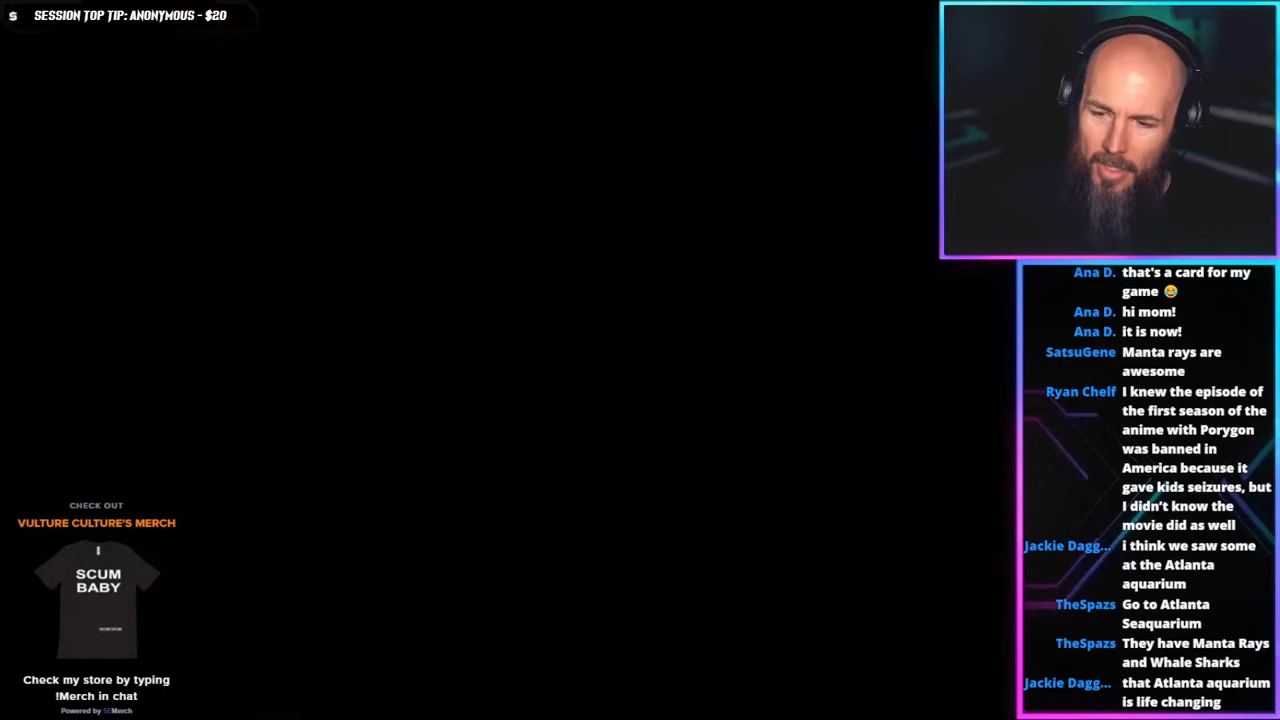 $ SESSION TOP TIP: ANONYMOUS - $20
Ana D. that's a card for my
game 😂
Ana D. hi mom!
Ana D. it is now!
SatsuGene Manta rays are
awesome
Ryan Chelf I knew the episode of
the first season of the
anime with Porygon
was banned in
America because it
gave kids seizures, but
I didn't know the
movie did as well
Jackie Dagg... i think we saw some
at the Atlanta
aquarium
TheSpazs Go to Atlanta
Seaquarium
TheSpazs They have Manta Rays
and Whale Sharks
Jackie Dagg... that Atlanta aquarium
is life changing
CHECK OUT
VULTURE CULTURE'S MERCH
SCUM
BABY
Check my store by typing
!Merch in chat
Powered by SEMerch